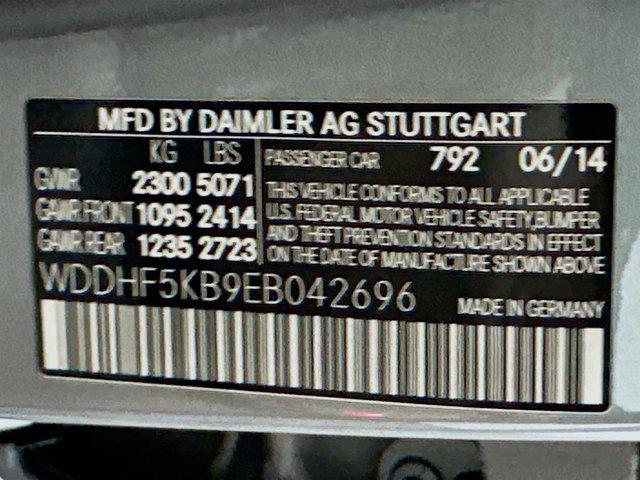 MFD BY DAIMLER AG STUTTGART
KG LBS
GVWR 2300 5071
GAWR FRONT 1095 2414
GAWR REAR 1235 2723
PASSENGER CAR 792 06/14
THIS VEHICLE CONFORMS TO ALL APPLICABLE
U.S. FEDERAL MOTOR VEHICLE SAFETY, BUMPER
AND THEFT PREVENTION STANDARDS IN EFFECT
ON THE DATE OF MANUFACTURE SHOWN ABOVE
WDDHF5KB9EB042696
MADE IN GERMANY